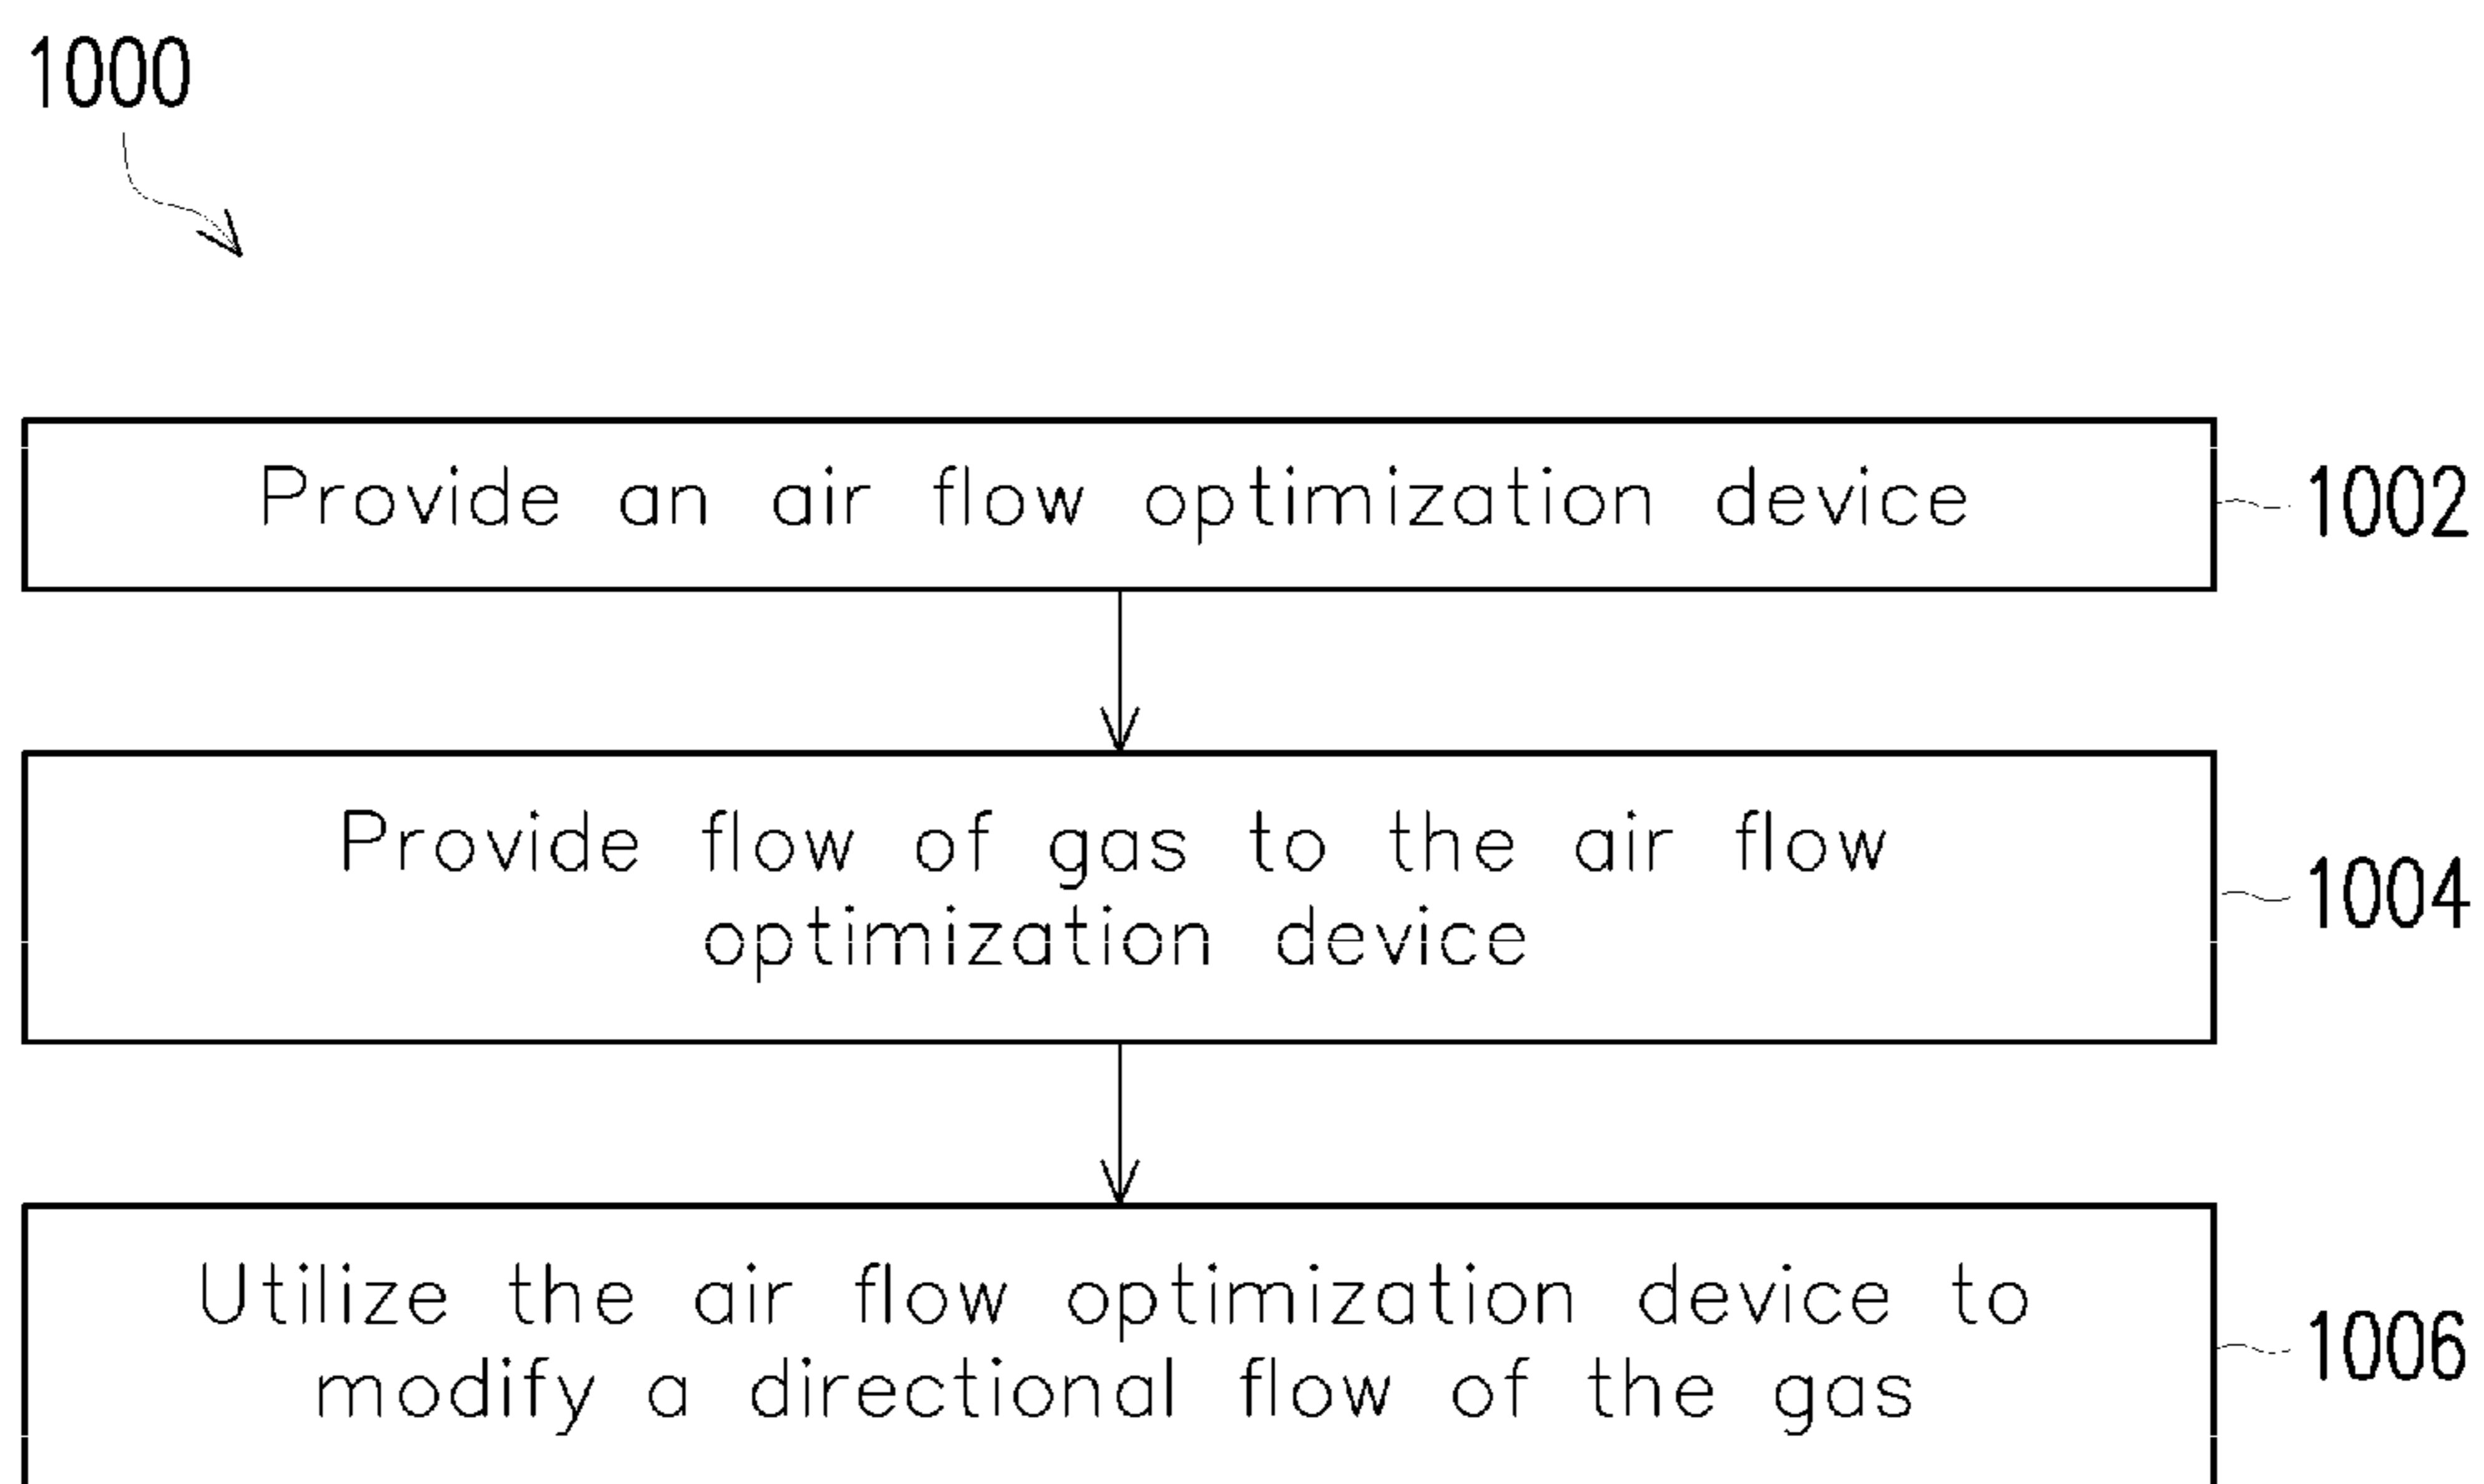 1000
Provide an air flow optimization device
1002
Provide flow of gas to the air flow
optimization device
1004
Utilize the air flow optimization device to
modify a directional flow of the gas
1006